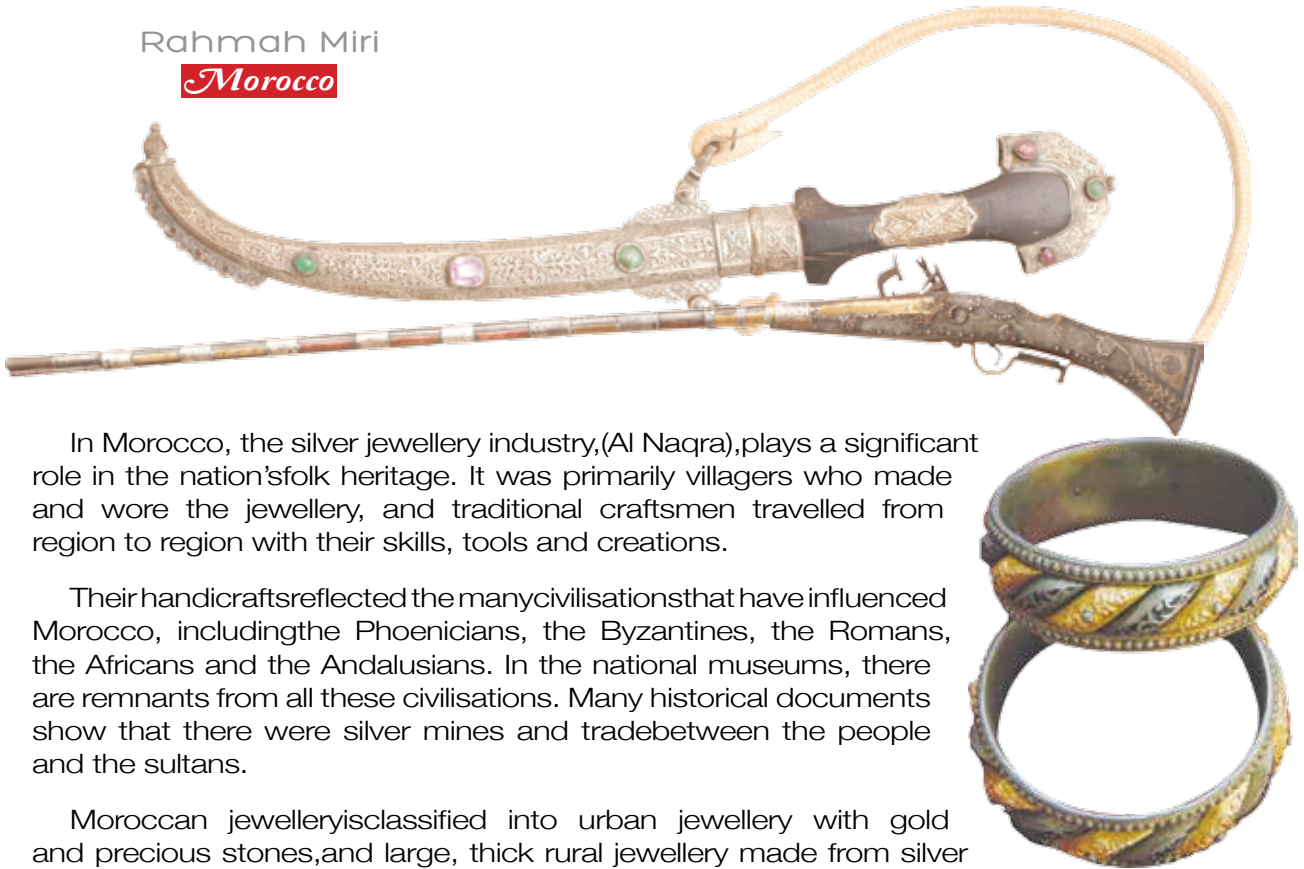 Rahmah Miri
Morocco
In Morocco, the silver jewellery industry,(Al Naqra),plays a significant
role in the nation'sfolk heritage. It was primarily villagers who made
and wore the jewellery, and traditional craftsmen travelled from
region to region with their skills, tools and creations.
Theirhandicraftsreflected the manycivilisationsthat have influenced
Morocco, includingthe Phoenicians, the Byzantines, the Romans,
the Africans and the Andalusians. In the national museums, there
are remnants from all these civilisations. Many historical documents
show that there were silver mines and tradebetween the people
and the sultans.
Moroccan jewelleryisclassified into urban jewellery with gold
and precious stones,and large, thick rural jewellery made from silver